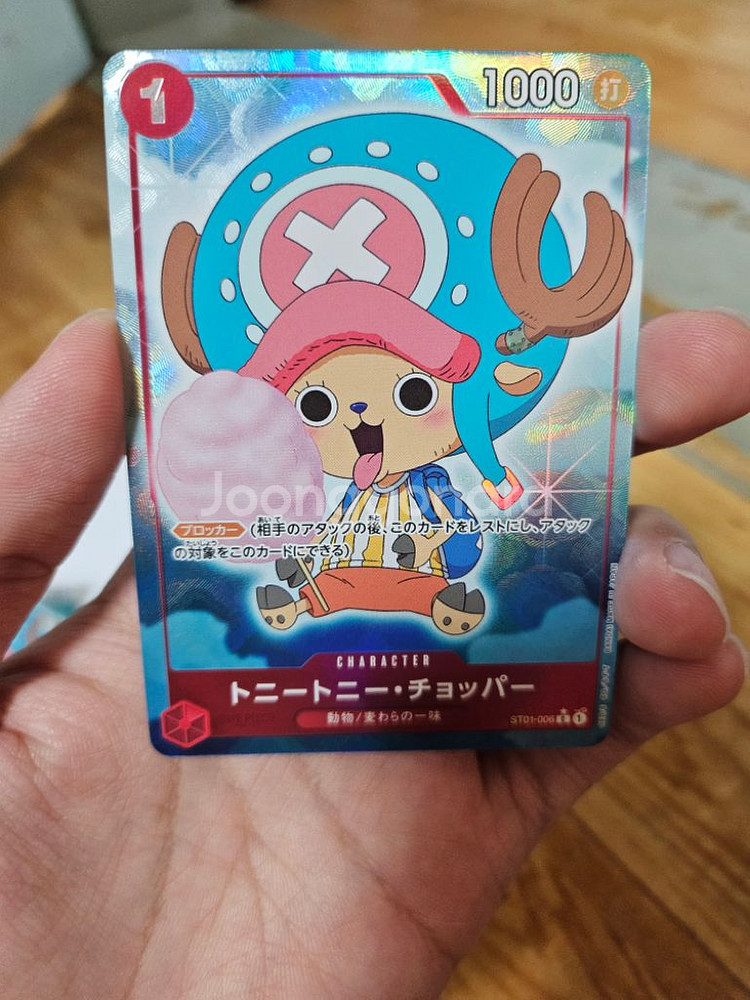 1
1000 打
Joongonara
ブロッカー (相手のアタックの後、このカードをレストにし、アタック
の対象をこのカードにできる)
CHARACTER
トニートニー・チョッパー
動物/麦わらの一味
ST01-006 1